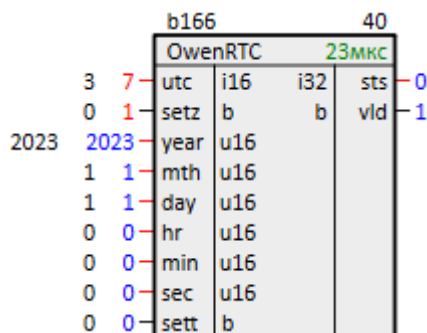 b166 40
OwenRTC 23мкс
3 7 utc i16 i32 sts 0
0 1 setz b b vld 1
2023 2023 year u16
1 1 mth u16
1 1 day u16
0 0 hr u16
0 0 min u16
0 0 sec u16
0 0 sett b